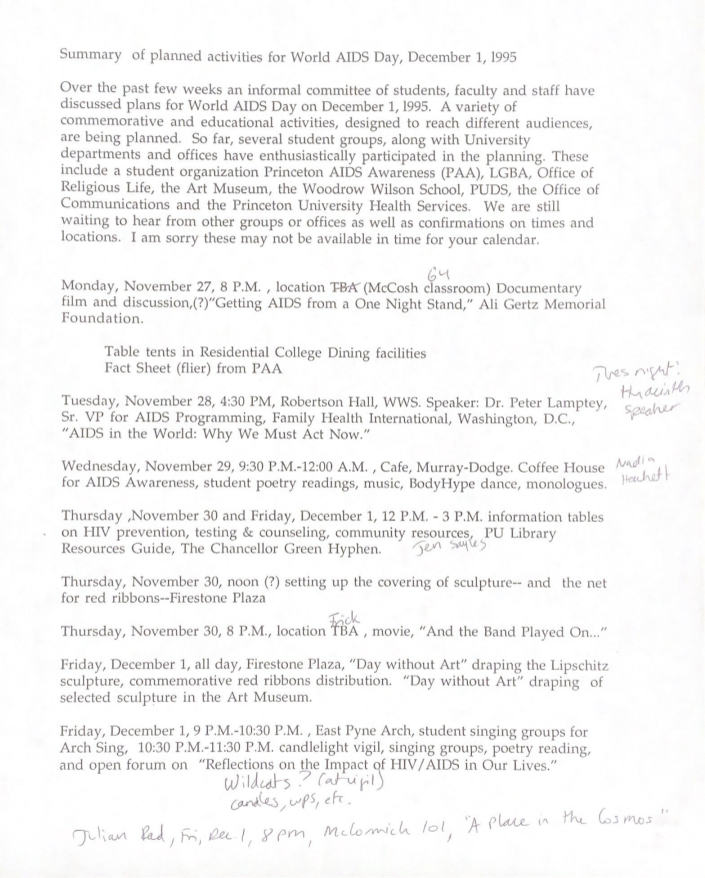 Summary of planned activities for World AIDS Day, December 1, 1995
Over the past few weeks an informal committee of students, faculty and staff have
discussed plans for World AIDS Day on December 1, 1995. A variety of
commemorative and educational activities, designed to reach different audiences,
are being planned. So far, several student groups, along with University
departments and offices have enthusiastically participated in the planning. These
include a student organization Princeton AIDS Awareness (PAA), LGBA, Office of
Religious Life, the Art Museum, the Woodrow Wilson School, PUDS, the Office of
Communications and the Princeton University Health Services. We are still
waiting to hear from other groups or offices as well as confirmations on times and
locations. I am sorry these may not be available in time for your calendar.
64
Monday, November 27, 8 P.M. , location TBA (McCosh classroom) Documentary
film and discussion,(?)"Getting AIDS from a One Night Stand," Ali Gertz Memorial
Foundation.
Table tents in Residential College Dining facilities
Fact Sheet (flier) from PAA
Tues night:
Hyacinth
speaker
Tuesday, November 28, 4:30 PM, Robertson Hall, WWS. Speaker: Dr. Peter Lamptey,
Sr. VP for AIDS Programming, Family Health International, Washington, D.C.,
"AIDS in the World: Why We Must Act Now."
Wednesday, November 29, 9:30 P.M.-12:00 A.M. , Cafe, Murray-Dodge. Coffee House
for AIDS Awareness, student poetry readings, music, BodyHype dance, monologues.
Nadia
Thursday ,November 30 and Friday, December 1, 12 P.M. - 3 P.M. information tables
on HIV prevention, testing & counseling, community resources, PU Library
Resources Guide, The Chancellor Green Hyphen.
Jen Sayles
Thursday, November 30, noon (?) setting up the covering of sculpture-- and the net
for red ribbons--Firestone Plaza
Frick
Thursday, November 30, 8 P.M., location TBA , movie, "And the Band Played On..."
Friday, December 1, all day, Firestone Plaza, "Day without Art" draping the Lipschitz
sculpture, commemorative red ribbons distribution. "Day without Art" draping of
selected sculpture in the Art Museum.
Friday, December 1, 9 P.M.-10:30 P.M. , East Pyne Arch, student singing groups for
Arch Sing, 10:30 P.M.-11:30 P.M. candlelight vigil, singing groups, poetry reading,
and open forum on "Reflections on the Impact of HIV/AIDS in Our Lives."
Wildcats? (at vigil)
candles, cups, etc.
Julian Rad, Fri, Dec 1, 8pm, McCormick 101, "A Place in the Cosmos"